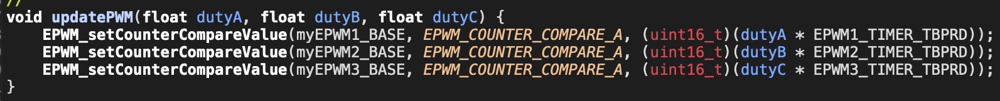 //
void updatePWM(float dutyA, float dutyB, float dutyC) {
    EPWM_setCounterCompareValue(myEPWM1_BASE, EPWM_COUNTER_COMPARE_A, (uint16_t)(dutyA * EPWM1_TIMER_TBPRD));
    EPWM_setCounterCompareValue(myEPWM2_BASE, EPWM_COUNTER_COMPARE_A, (uint16_t)(dutyB * EPWM2_TIMER_TBPRD));
    EPWM_setCounterCompareValue(myEPWM3_BASE, EPWM_COUNTER_COMPARE_A, (uint16_t)(dutyC * EPWM3_TIMER_TBPRD));
}